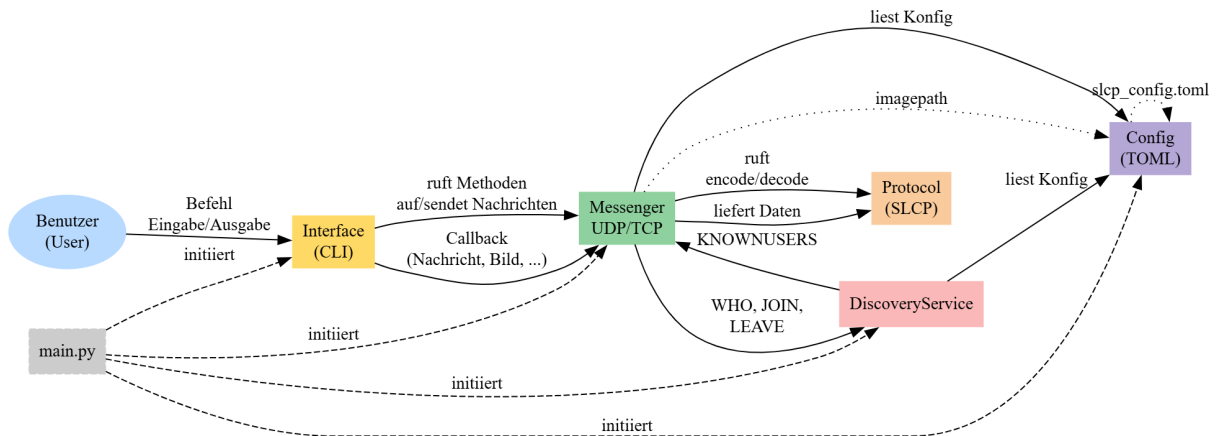 liest Konfig
slcp_config.toml
imagepath
Config
(TOML)
ruft
encode/decode
Protocol
(SLCP)
liest Konfig
ruft Methoden
auf/sendet Nachrichten
Messenger
UDP/TCP
liefert Daten
Befehl
Eingabe/Ausgabe
Benutzer
(User)
Interface
(CLI)
Callback
(Nachricht, Bild, ...)
KNOWNUSERS
initiiert
WHO, JOIN,
LEAVE
DiscoveryService
main.py
initiiert
initiiert
initiiert